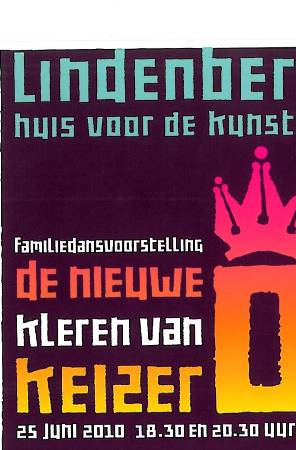 Lindenber
huis voor de kunst
Familiedansvoorstelling
de nieuwe
kleren van
keizer
25 juni 2010 18.30 en 20.30 uur